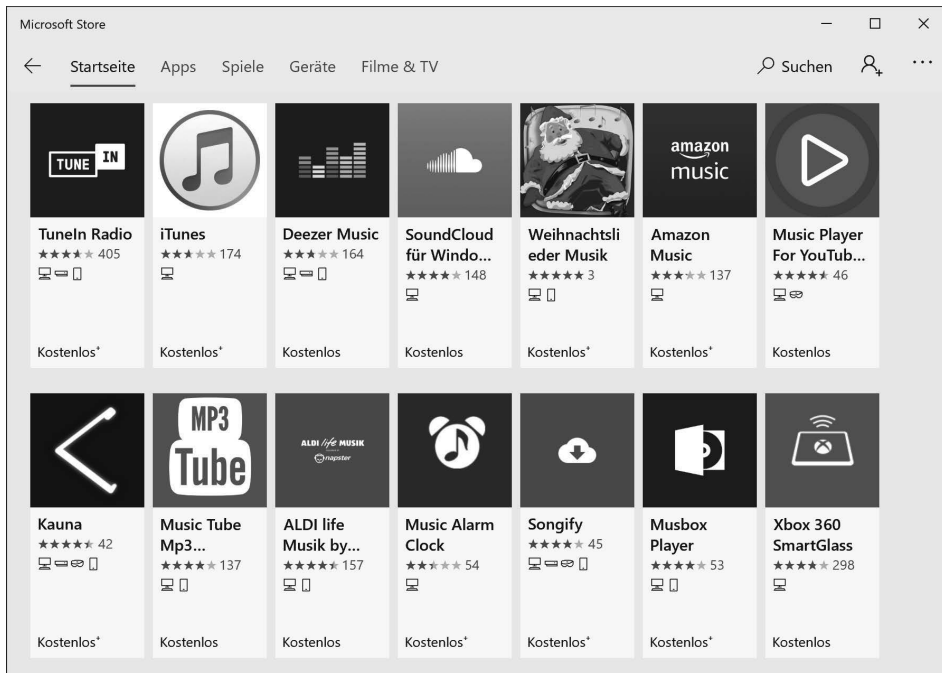 Microsoft Store
Startseite Apps Spiele Geräte Filme & TV Suchen
TUNE IN
amazon music
TuneIn Radio
405
Kostenlos+
iTunes
174
Kostenlos+
Deezer Music
164
Kostenlos
SoundCloud
für Windo...
148
Kostenlos
Weihnachtsli
eder Musik
3
Kostenlos+
Amazon
Music
137
Kostenlos+
Music Player
For YouTub...
46
Kostenlos
MP3
Tube
ALDI life MUSIK
napster
Kauna
42
Kostenlos+
Music Tube
Mp3...
137
Kostenlos
ALDI life
Musik by...
157
Kostenlos
Music Alarm
Clock
54
Kostenlos+
Songify
45
Kostenlos+
Musbox
Player
53
Kostenlos+
Xbox 360
SmartGlass
298
Kostenlos